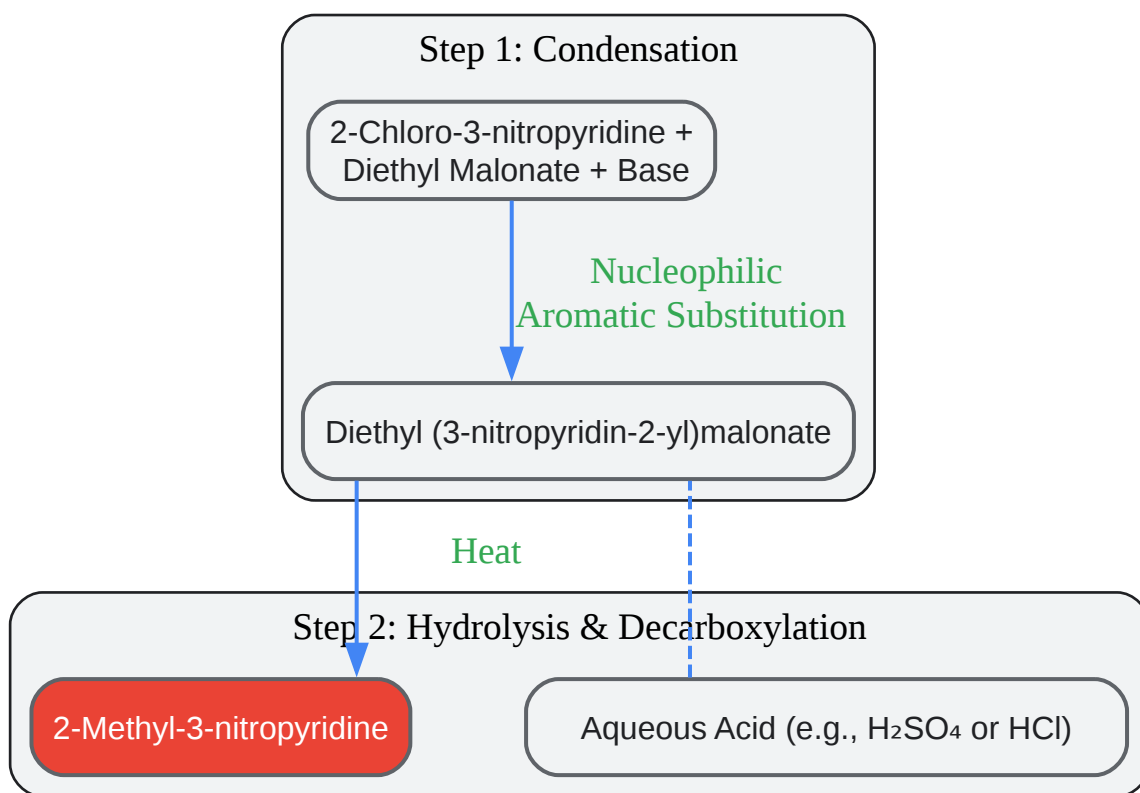 Step 1: Condensation
2-Chloro-3-nitropyridine +
Diethyl Malonate + Base
Nucleophilic
Aromatic Substitution
Diethyl (3-nitropyridin-2-yl)malonate
Heat
Step 2: Hydrolysis & Decarboxylation
2-Methyl-3-nitropyridine
Aqueous Acid (e.g., H₂SO₄ or HCl)